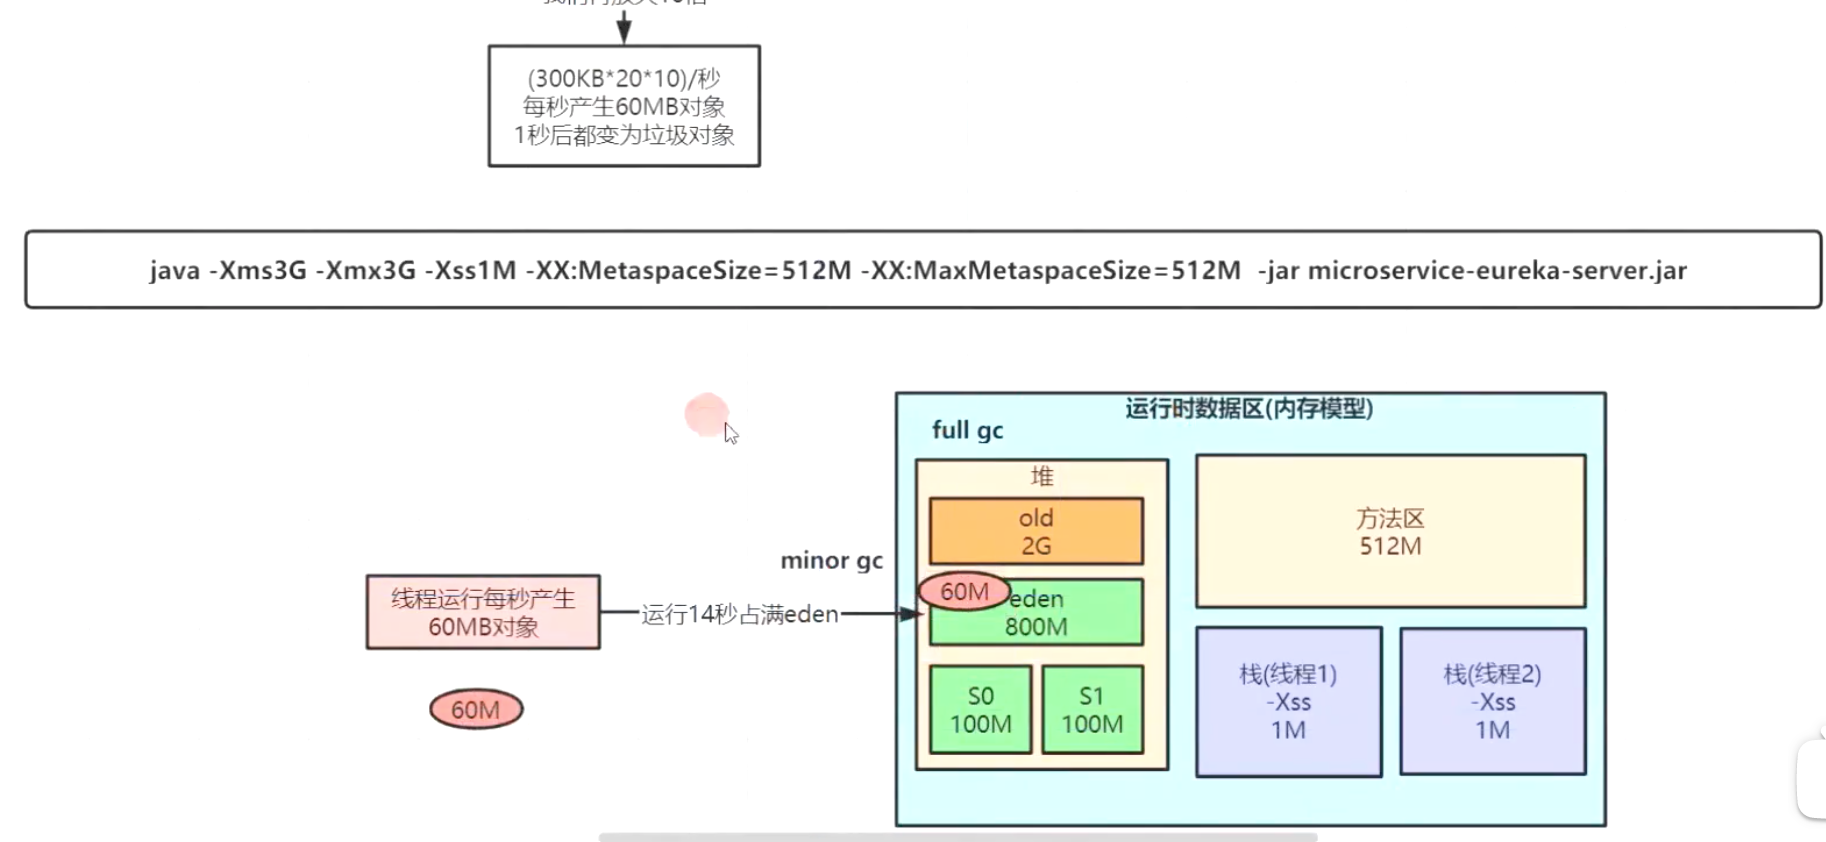 (300KB*20*10)/秒
每秒产生60MB对象
1秒后都变为垃圾对象
java -Xms3G -Xmx3G -Xss1M -XX:MetaspaceSize=512M -XX:MaxMetaspaceSize=512M -jar microservice-eureka-server.jar
运行时数据区(内存模型)
full gc
堆
old
2G
minor gc
60M
eden
800M
线程运行每秒产生
60MB对象
运行14秒占满eden
60M
S0
100M
S1
100M
方法区
512M
栈(线程1)
-Xss
1M
栈(线程2)
-Xss
1M